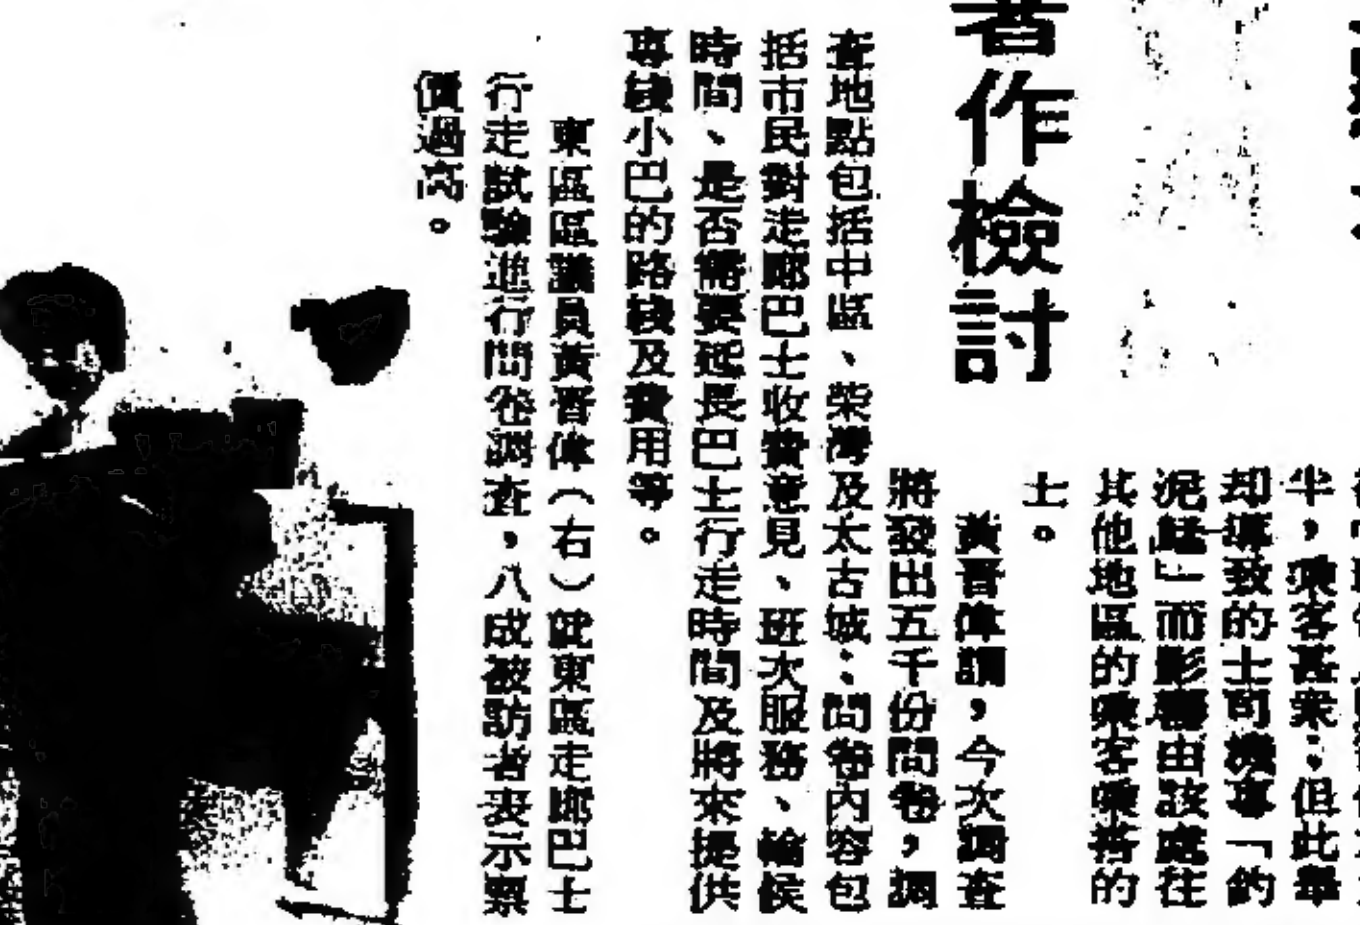 著作檢討
半,乘客甚衆;但此舉
却導致的士司機專「釣
泥鯭」而影響由該處往
其他地區的乘客乘搭的
士。
黃晋偉謂,今次調查
將發出五千份問卷,調
查地點包括中區、柴灣及太古城;問卷內容包
括市民對走廊巴士收費意見、班次服務、輪候
時間、是否需要延長巴士行走時間及將來提供
專綫小巴的路綫及費用等。
東區區議員黃晋偉(右)就東區走廊巴士
行走試驗進行問卷調查,八成被訪者表示票
價過高。